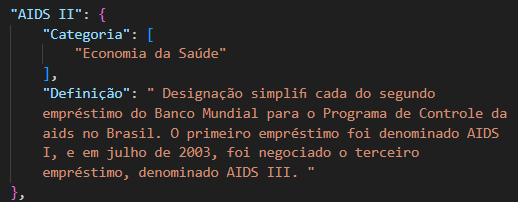 "AIDS II": {
"Categoria": [
"Economia da Saúde"
],
"Definição": " Designação simplifi cada do segundo
empréstimo do Banco Mundial para o Programa de Controle da
aids no Brasil. O primeiro empréstimo foi denominado AIDS
I, e em julho de 2003, foi negociado o terceiro
empréstimo, denominado AIDS III. "
},